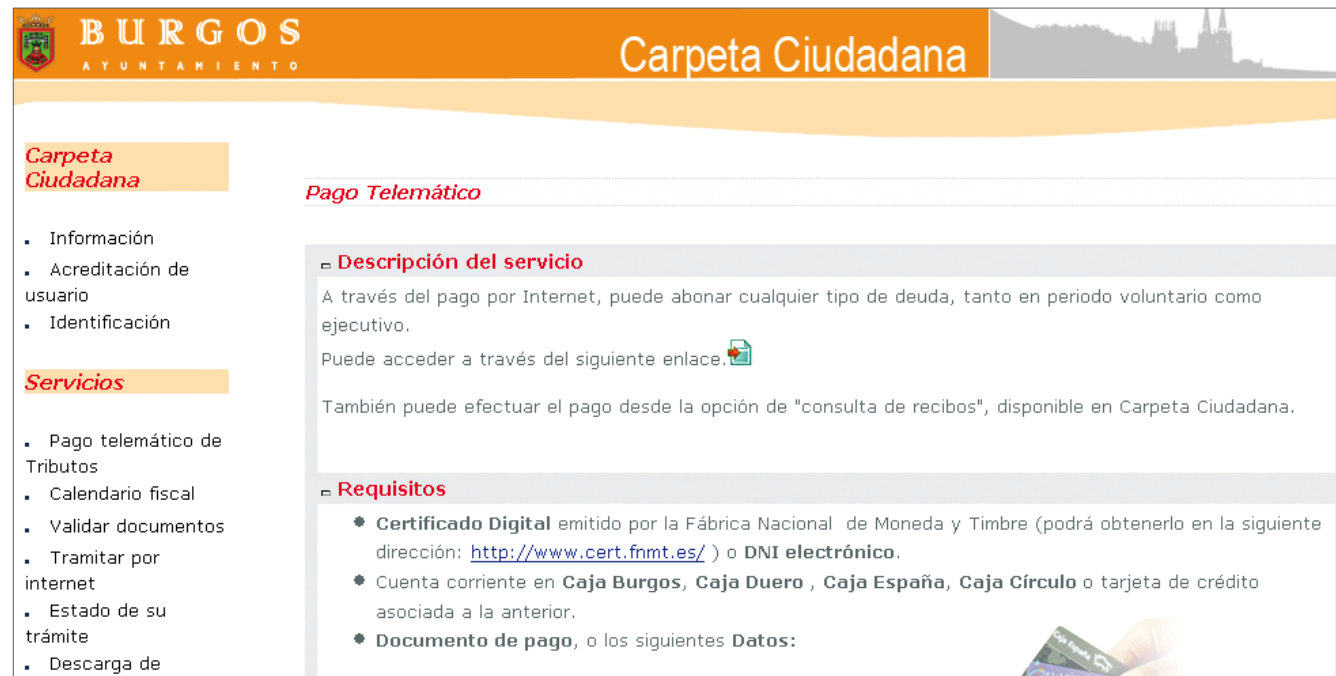 BURGOS
AYUNTAMIENTO
Carpeta Ciudadana
Carpeta
Ciudadana
Información
Acreditación de
usuario
Identificación
Servicios
Pago telemático de
Tributos
Calendario fiscal
Validar documentos
Tramitar por
internet
Estado de su
trámite
Descarga de
Pago Telemático
Descripción del servicio
A través del pago por Internet, puede abonar cualquier tipo de deuda, tanto en periodo voluntario como
ejecutivo.
Puede acceder a través del siguiente enlace.
También puede efectuar el pago desde la opción de "consulta de recibos", disponible en Carpeta Ciudadana.
Requisitos
Certificado Digital emitido por la Fábrica Nacional de Moneda y Timbre (podrá obtenerlo en la siguiente
dirección: http://www.cert.fnmt.es/ ) o DNI electrónico.
Cuenta corriente en Caja Burgos, Caja Duero , Caja España, Caja Círculo o tarjeta de crédito
asociada a la anterior.
Documento de pago, o los siguientes Datos:
Caja España